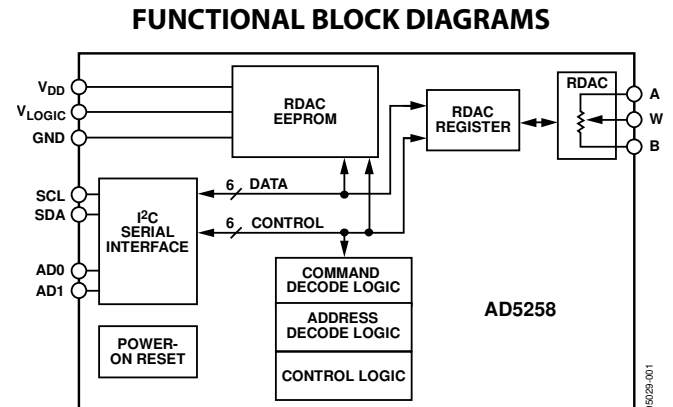 FUNCTIONAL BLOCK DIAGRAMS
VDD
VLOGIC
GND
SCL
SDA
AD0
AD1
RDAC
EEPROM
RDAC
REGISTER
RDAC
A
W
B
I2C
SERIAL
INTERFACE
6 DATA
6 CONTROL
COMMAND
DECODE LOGIC
ADDRESS
DECODE LOGIC
CONTROL LOGIC
POWER-
ON RESET
AD5258
05029-001